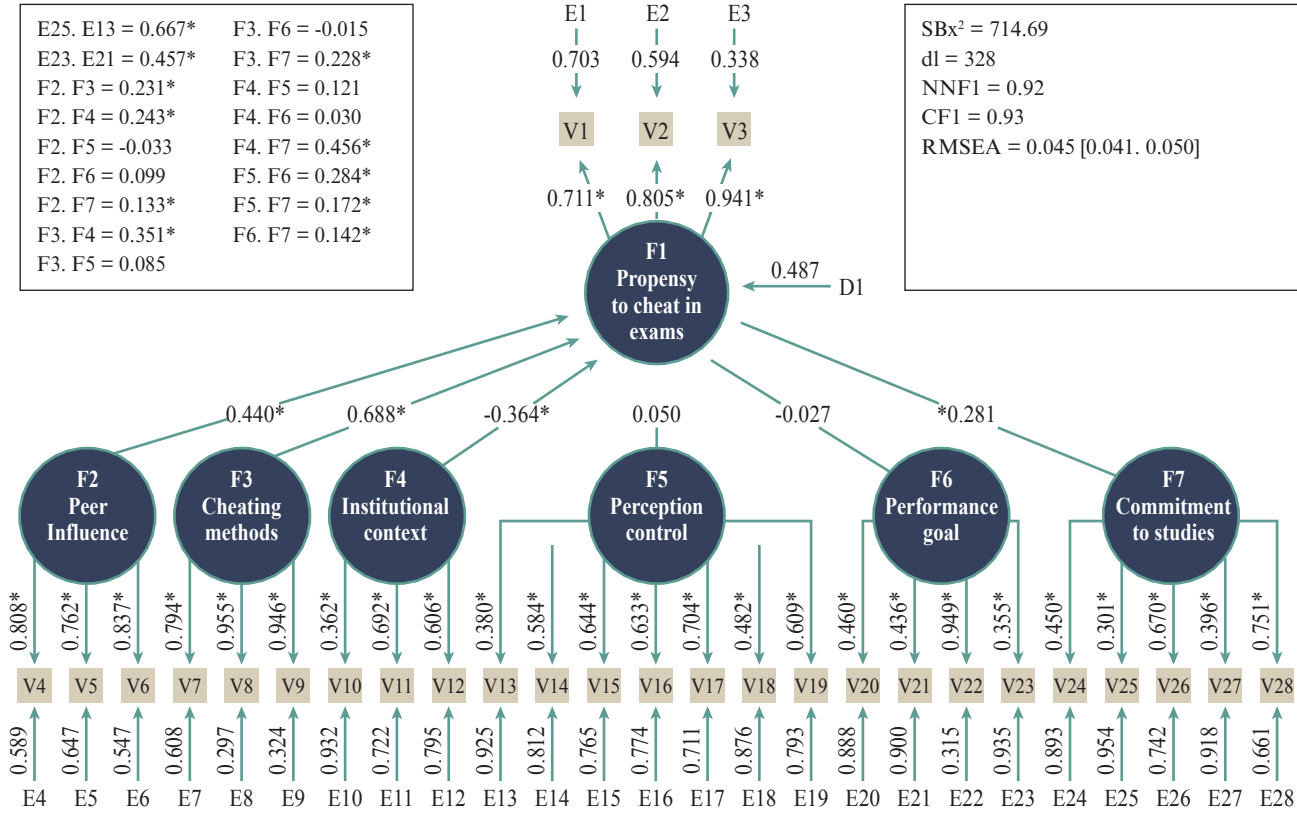 E25. E13 = 0.667*
E23. E21 = 0.457*
F2. F3 = 0.231*
F2. F4 = 0.243*
F2. F5 = -0.033
F2. F6 = 0.099
F2. F7 = 0.133*
F3. F4 = 0.351*
F3. F5 = 0.085
F3. F6 = -0.015
F3. F7 = 0.228*
F4. F5 = 0.121
F4. F6 = 0.030
F4. F7 = 0.456*
F5. F6 = 0.284*
F5. F7 = 0.172*
F6. F7 = 0.142*
E1 E2 E3
0.703 0.594 0.338
V1 V2 V3
0.711* 0.805* 0.941*
SBx² = 714.69
dl = 328
NNF1 = 0.92
CF1 = 0.93
RMSEA = 0.045 [0.041. 0.050]
F1
Propensy
to cheat in
exams
0.487
D1
0.440* 0.688* -0.364* 0.050 -0.027 *0.281
F2
Peer
Influence
F3
Cheating
methods
F4
Institutional
context
F5
Perception
control
F6
Performance
goal
F7
Commitment
to studies
0.808* 0.762* 0.837* 0.794* 0.955* 0.946* 0.362* 0.692* 0.606* 0.380* 0.584* 0.644* 0.633* 0.704* 0.482* 0.609* 0.460* 0.436* 0.949* 0.355* 0.450* 0.301* 0.670* 0.396* 0.751*
V4 V5 V6 V7 V8 V9 V10 V11 V12 V13 V14 V15 V16 V17 V18 V19 V20 V21 V22 V23 V24 V25 V26 V27 V28
0.589 0.647 0.547 0.608 0.297 0.324 0.932 0.722 0.795 0.925 0.812 0.765 0.774 0.711 0.876 0.793 0.888 0.900 0.315 0.935 0.893 0.954 0.742 0.918 0.661
E4 E5 E6 E7 E8 E9 E10 E11 E12 E13 E14 E15 E16 E17 E18 E19 E20 E21 E22 E23 E24 E25 E26 E27 E28